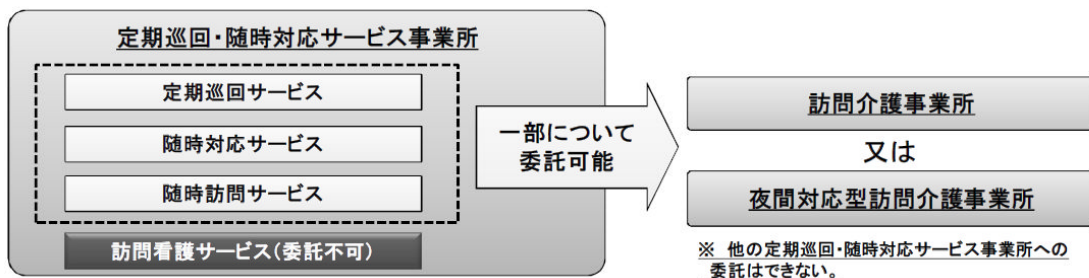 定期巡回・随時対応サービス事業所
定期巡回サービス
随時対応サービス
随時訪問サービス
訪問看護サービス(委託不可)
一部について
委託可能
訪問介護事業所
又は
夜間対応型訪問介護事業所
※ 他の定期巡回・随時対応サービス事業所への
委託はできない。